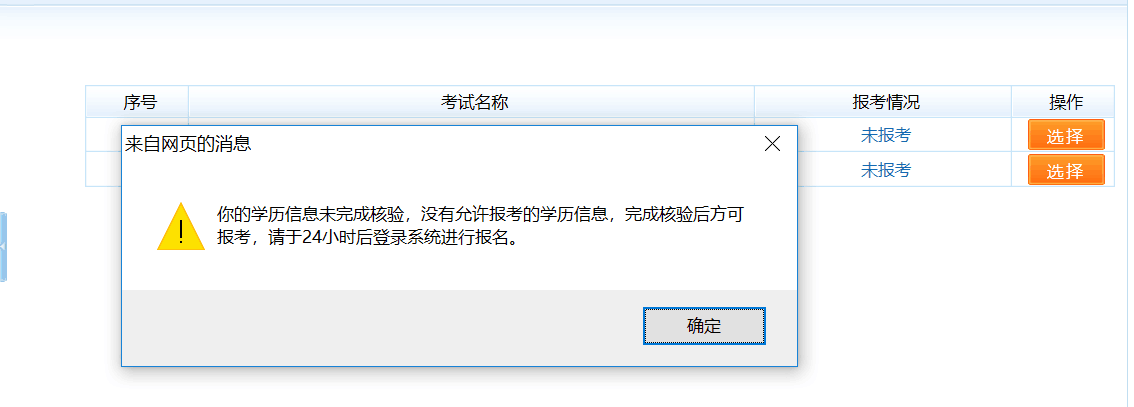 序号 考试名称 报考情况 操作
未报考 选择
未报考 选择
来自网页的消息
你的学历信息未完成核验，没有允许报考的学历信息，完成核验后方可
报考，请于24小时后登录系统进行报名。
确定